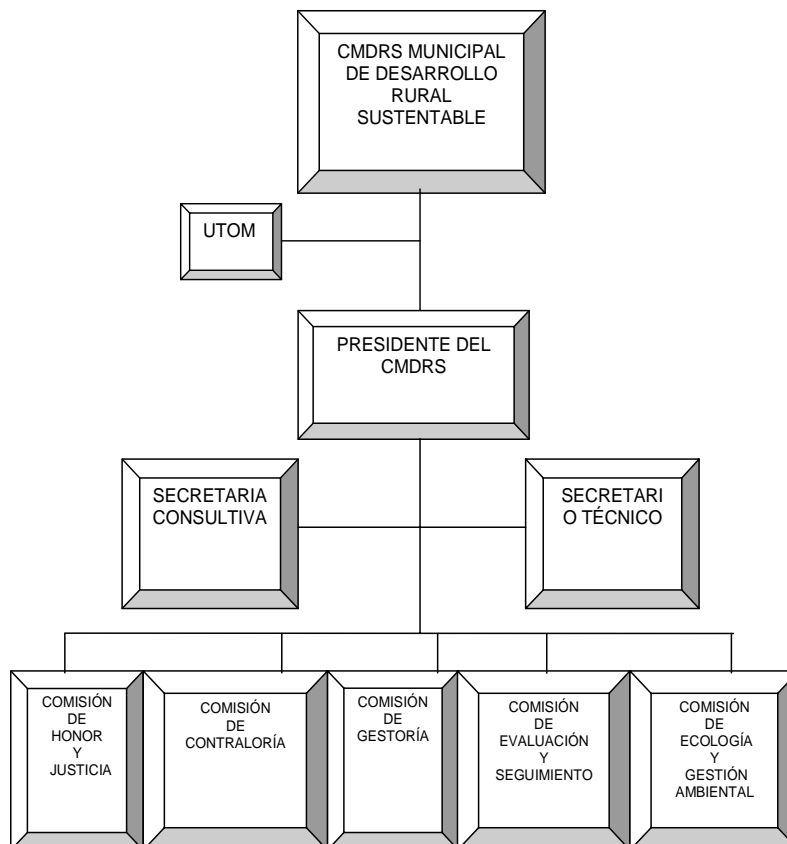 CMDRS MUNICIPAL
DE DESARROLLO
RURAL
SUSTENTABLE
UTOM
PRESIDENTE DEL
CMDRS
SECRETARIA
CONSULTIVA
SECRETARI
O TÉCNICO
COMISIÓN
DE
HONOR
Y
JUSTICIA
COMISIÓN
DE
CONTRALORÍA
COMISIÓN
DE
GESTORÍA
COMISIÓN
DE
EVALUACIÓN
Y
SEGUIMIENTO
COMISIÓN
DE
ECOLOGÍA
Y
GESTIÓN
AMBIENTAL